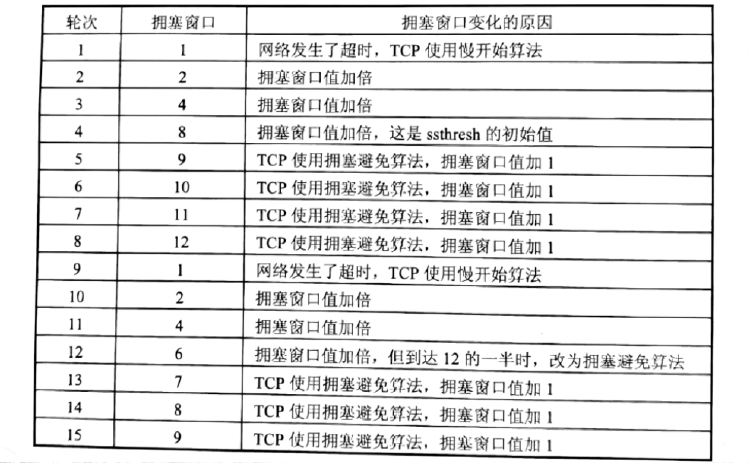 轮次 拥塞窗口 拥塞窗口变化的原因
1 1 网络发生了超时，TCP 使用慢开始算法
2 2 拥塞窗口值加倍
3 4 拥塞窗口值加倍
4 8 拥塞窗口值加倍，这是 ssthresh 的初始值
5 9 TCP 使用拥塞避免算法，拥塞窗口值加 1
6 10 TCP 使用拥塞避免算法，拥塞窗口值加 1
7 11 TCP 使用拥塞避免算法，拥塞窗口值加 1
8 12 TCP 使用拥塞避免算法，拥塞窗口值加 1
9 1 网络发生了超时，TCP 使用慢开始算法
10 2 拥塞窗口值加倍
11 4 拥塞窗口值加倍
12 6 拥塞窗口值加倍，但到达 12 的一半时，改为拥塞避免算法
13 7 TCP 使用拥塞避免算法，拥塞窗口值加 1
14 8 TCP 使用拥塞避免算法，拥塞窗口值加 1
15 9 TCP 使用拥塞避免算法，拥塞窗口值加 1